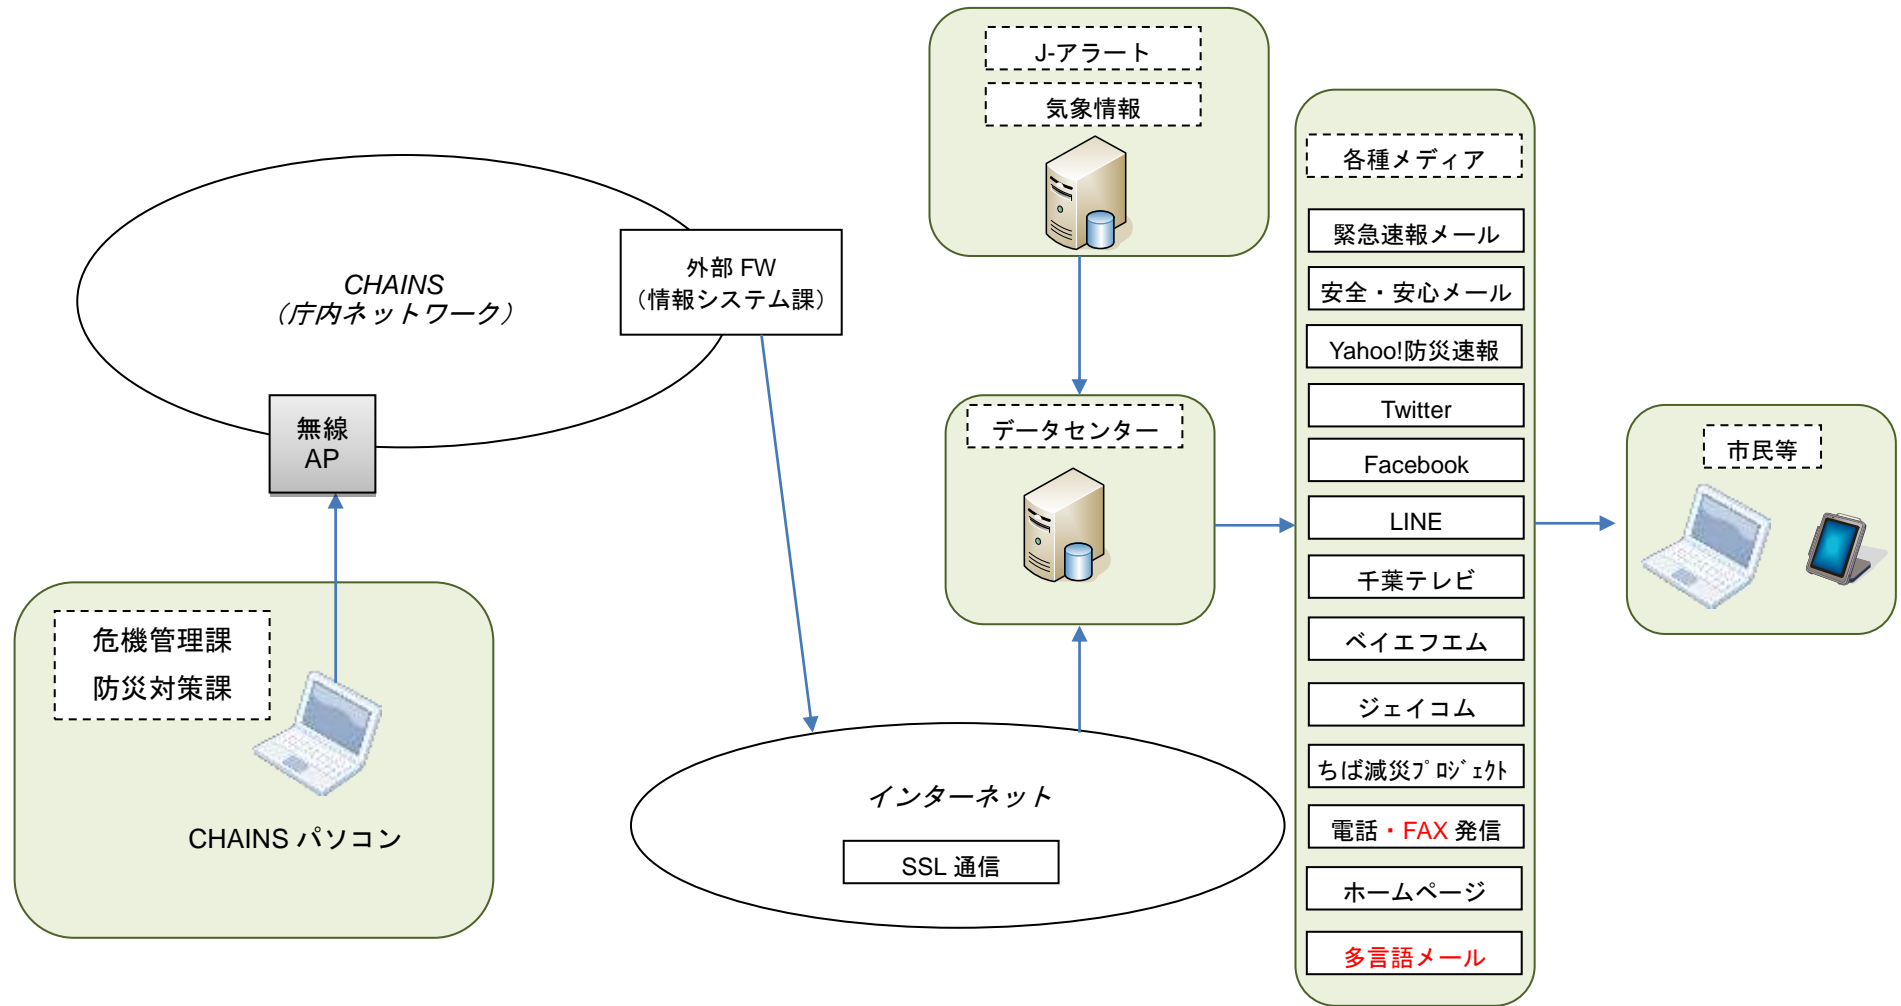 J-アラート
気象情報
各種メディア
緊急速報メール
安全・安心メール
Yahoo!防災速報
Twitter
Facebook
LINE
千葉テレビ
ベイエフエム
ジェイコム
ちば減災ﾌﾟﾛｼﾞｪｸﾄ
電話・FAX 発信
ホームページ
多言語メール
CHAINS
（庁内ネットワーク）
外部 FW
（情報システム課）
無線
AP
データセンター
市民等
危機管理課
防災対策課
CHAINS パソコン
インターネット
SSL 通信